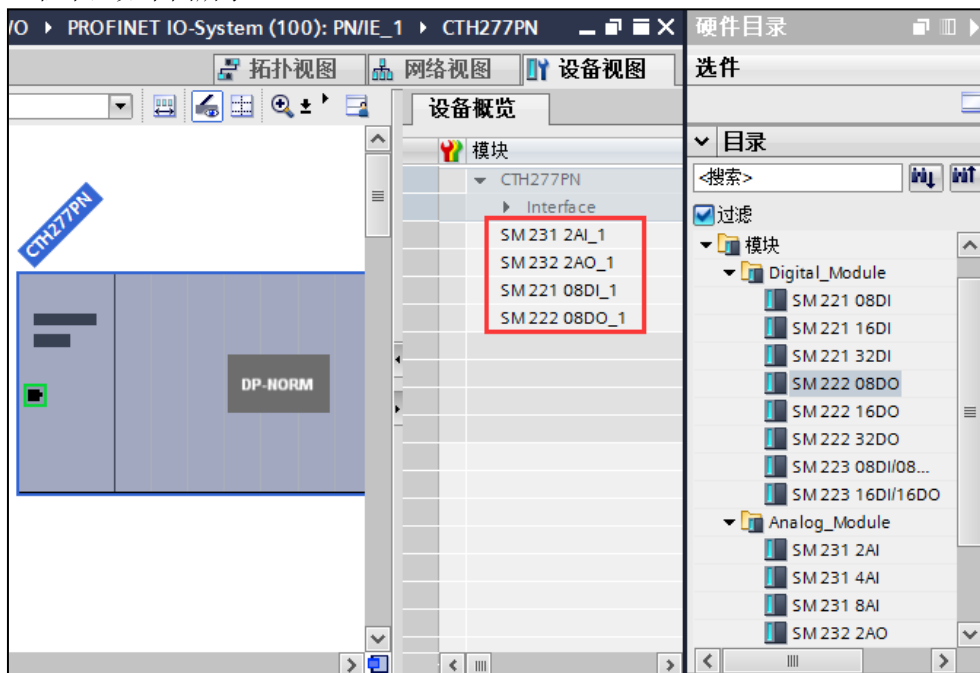 /O ▸ PROFINET IO-System (100): PN/IE_1 ▸ CTH277PN
拓扑视图
网络视图
设备视图
CTH277PN
DP-NORM
设备概览
模块
CTH277PN
Interface
SM 231 2AI_1
SM 232 2AO_1
SM 221 08DI_1
SM 222 08DO_1
硬件目录
选件
目录
<搜索>
过滤
模块
Digital_Module
SM 221 08DI
SM 221 16DI
SM 221 32DI
SM 222 08DO
SM 222 16DO
SM 222 32DO
SM 223 08DI/08...
SM 223 16DI/16DO
Analog_Module
SM 231 2AI
SM 231 4AI
SM 231 8AI
SM 232 2AO